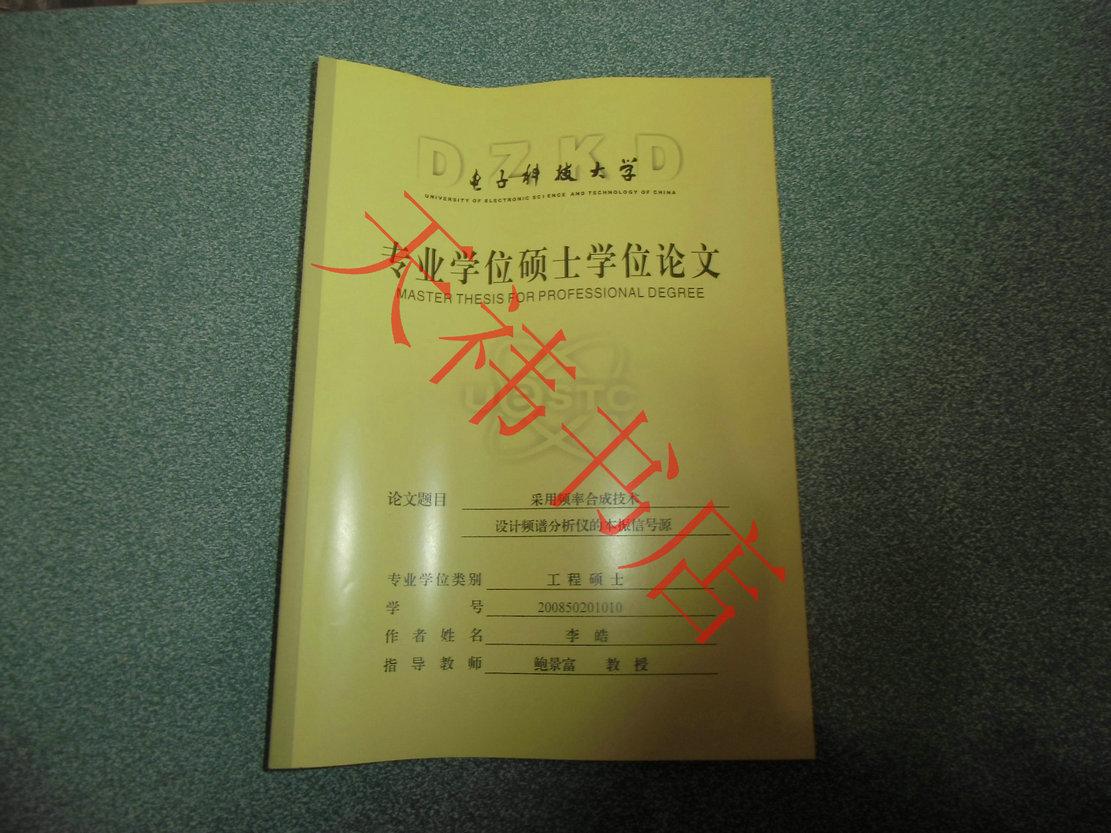 DZKD
电子科技大学
UNIVERSITY OF ELECTRONIC SCIENCE AND TECHNOLOGY OF CHINA
专业学位硕士学位论文
MASTER THESIS FOR PROFESSIONAL DEGREE
UeSTC
论文题目 采用频率合成技术
设计频谱分析仪的本振信号源
专业学位类别 工程硕士
学号 200850201010
作者姓名 李皓
指导教师 鲍景富 教授
天祎书店